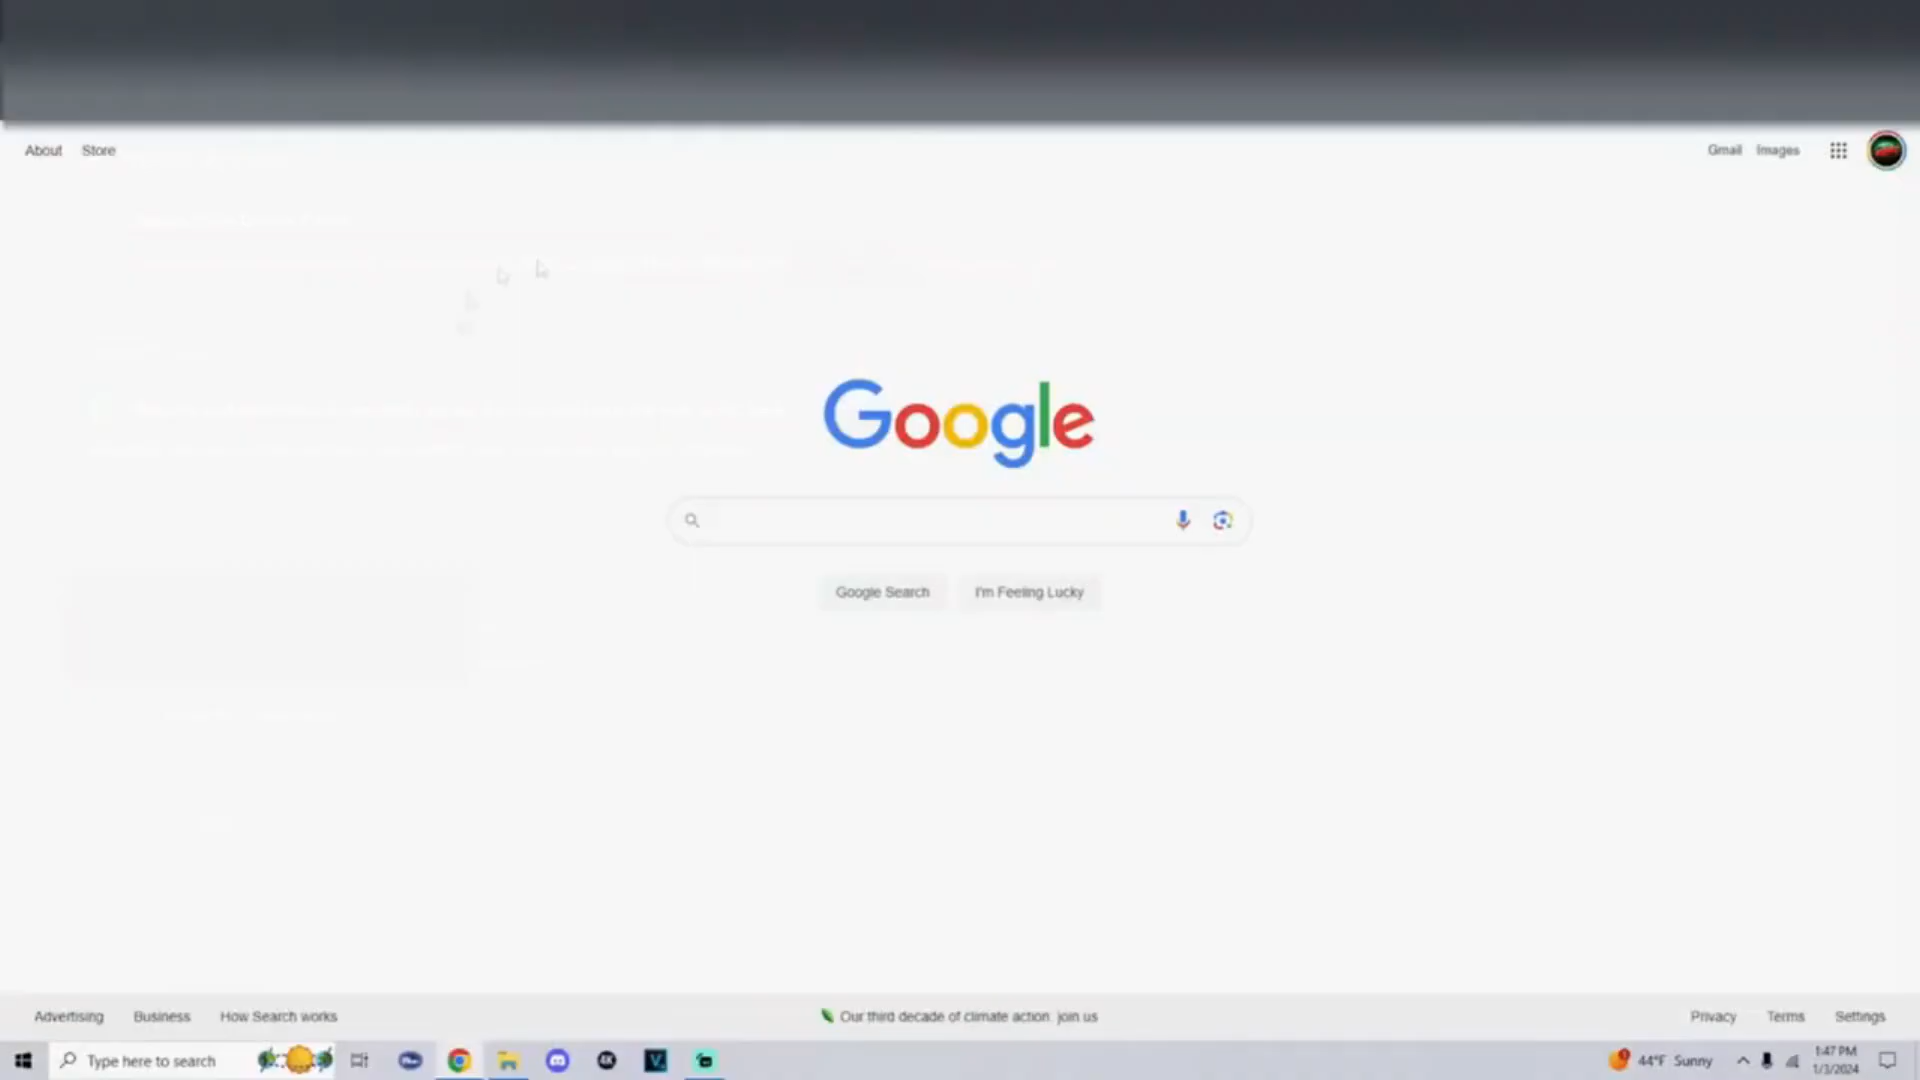 About Store
Gmail Images
Google
Google Search I'm Feeling Lucky
Advertising Business How Search works
Our third decade of climate action: join us
Privacy Terms Settings
Type here to search
44°F Sunny
1:47 PM
1/3/2024